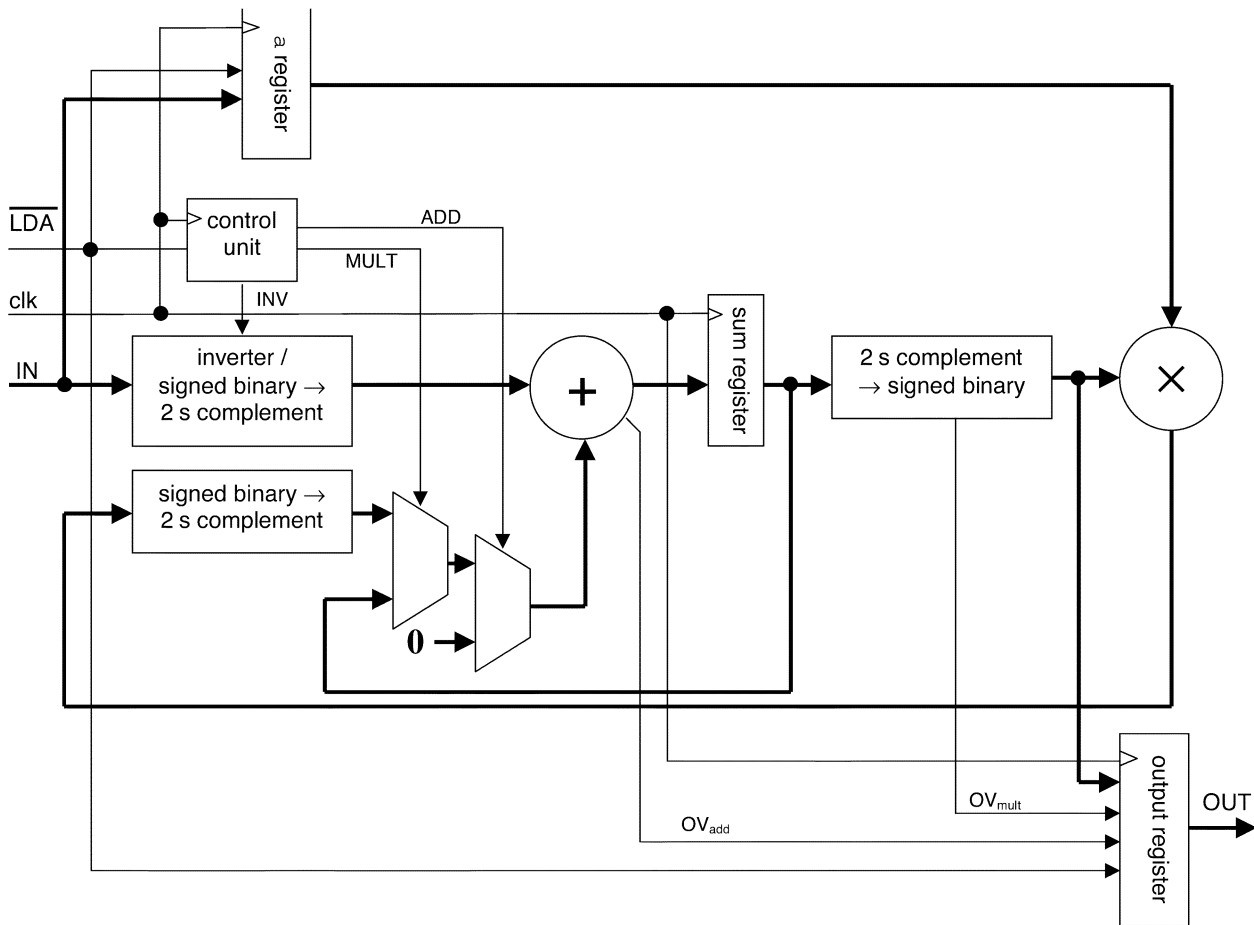 a register
LDA
control
unit
ADD
MULT
clk
INV
IN
inverter /
signed binary →
2 s complement
+
sum register
2 s complement
→ signed binary
×
signed binary →
2 s complement
0
OVmult
OVadd
output register
OUT